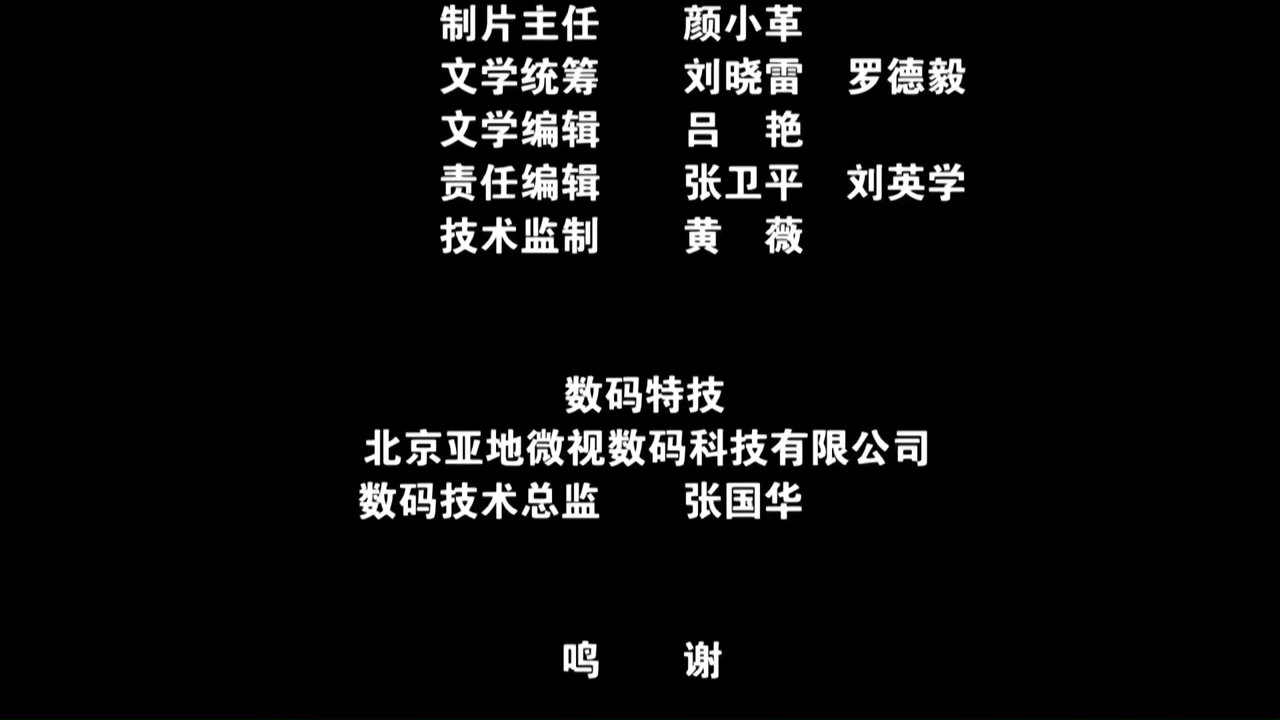 制片主任 颜小革
文学统筹 刘晓雷 罗德毅
文学编辑 吕 艳
责任编辑 张卫平 刘英学
技术监制 黄 薇
数码特技
北京亚地微视数码科技有限公司
数码技术总监 张国华
鸣 谢